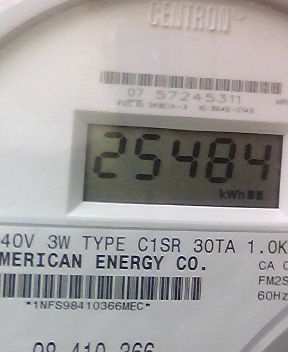 CENTRON®
07 57245311
25484
kWh
40V 3W TYPE C1SR 30TA 1.0K
MERICAN ENERGY CO.
CA 0
FM2S
*1NFS98410366MEC*
60Hz
98 410 366